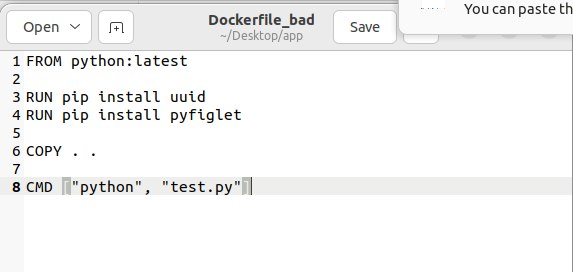 Open
Dockerfile_bad
~/Desktop/app
Save
You can paste th
1 FROM python:latest
2
3 RUN pip install uuid
4 RUN pip install pyfiglet
5
6 COPY . .
7
8 CMD ["python", "test.py"]